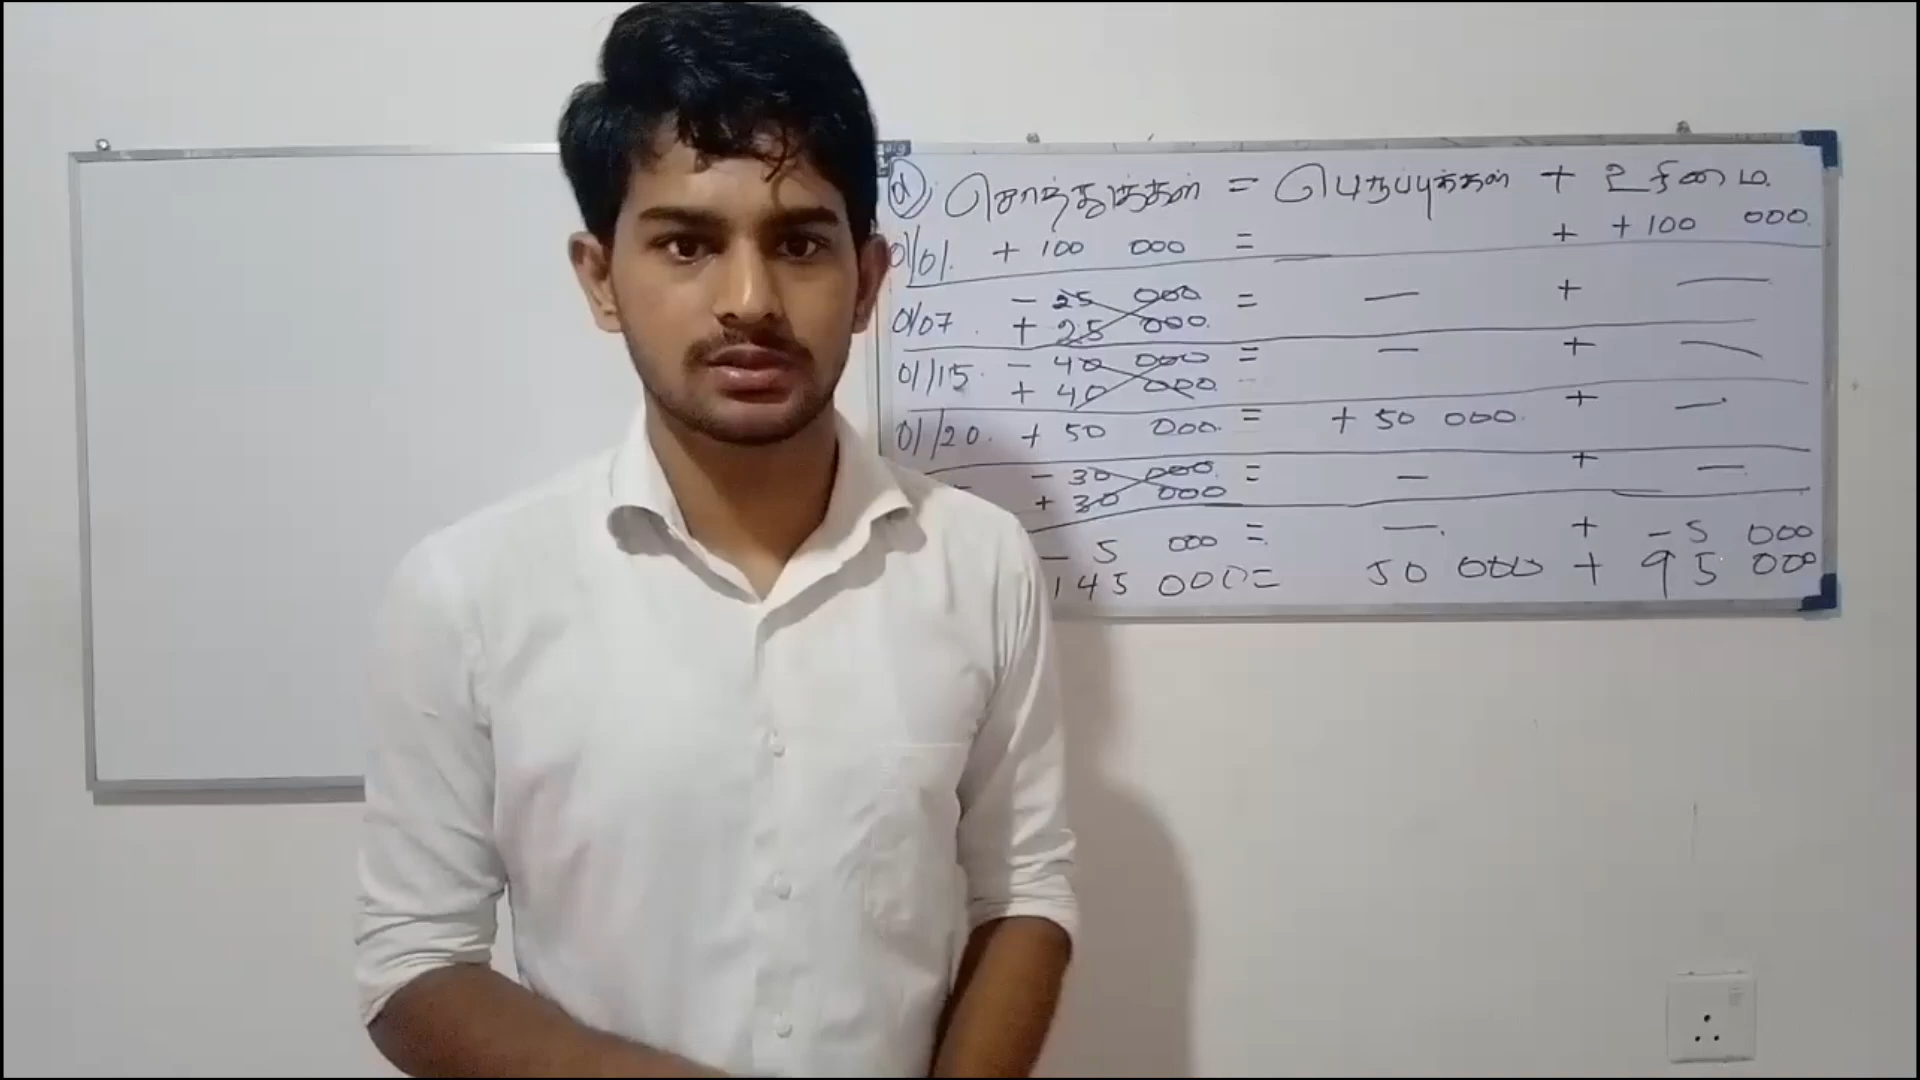 சொத்துக்கள் = பொறுப்புக்கள் + உரிமை.
01/01. + 100 000 = + + 100 000.
- 25 000 = — + —
01/07. + 25 000.
- 40 000 = — + —
01/15. + 40 000.
01/20. + 50 000. = + 50 000. + —
- 30 000. = — + —
+ 30 000
- 5 000 = — + - 5 000
145 000 = 50 000 + 95 000